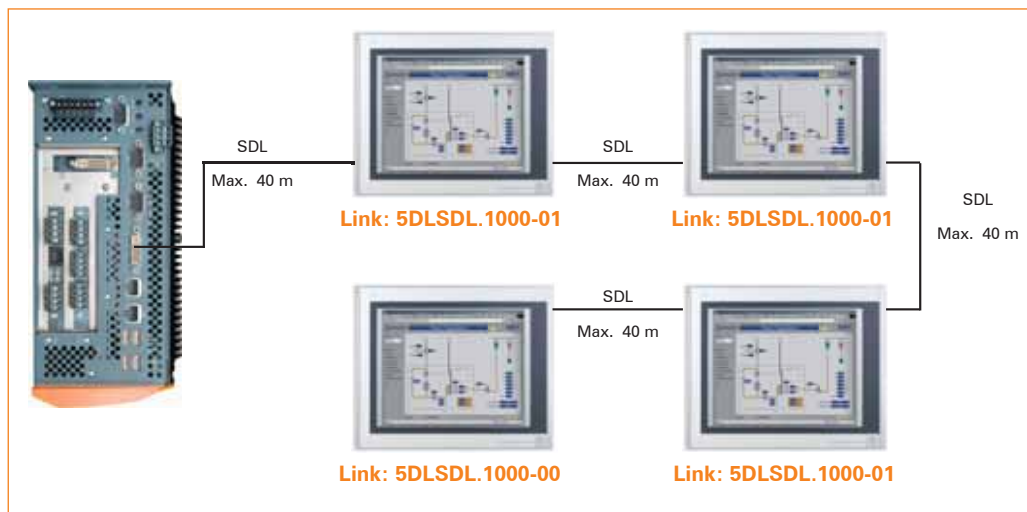 SDL
Max. 40 m
Link: 5DLSDL.1000-01
SDL
Max. 40 m
Link: 5DLSDL.1000-01
SDL
Max. 40 m
SDL
Max. 40 m
Link: 5DLSDL.1000-00
Link: 5DLSDL.1000-01